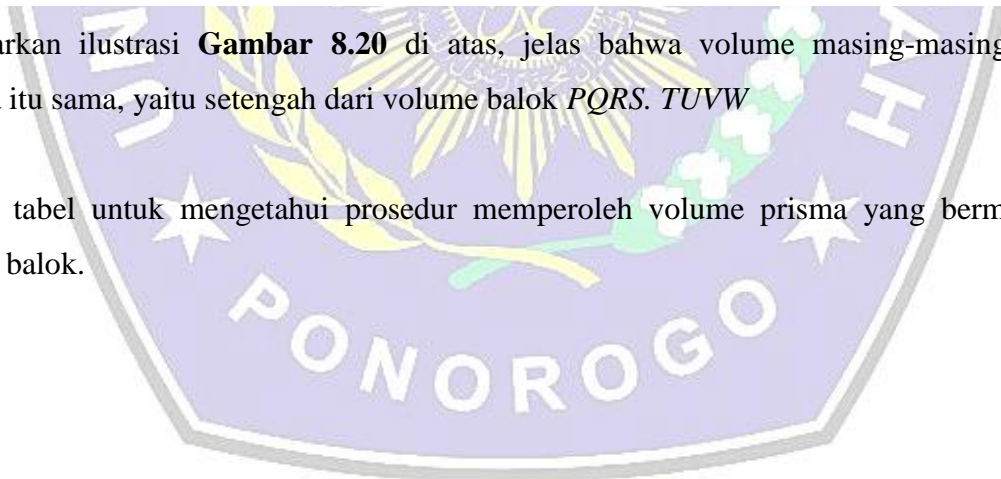 arkan ilustrasi Gambar 8.20 di atas, jelas bahwa volume masing-masing
itu sama, yaitu setengah dari volume balok PQRS. TUVW
tabel untuk mengetahui prosedur memperoleh volume prisma yang berm
balok.
PONOROGO